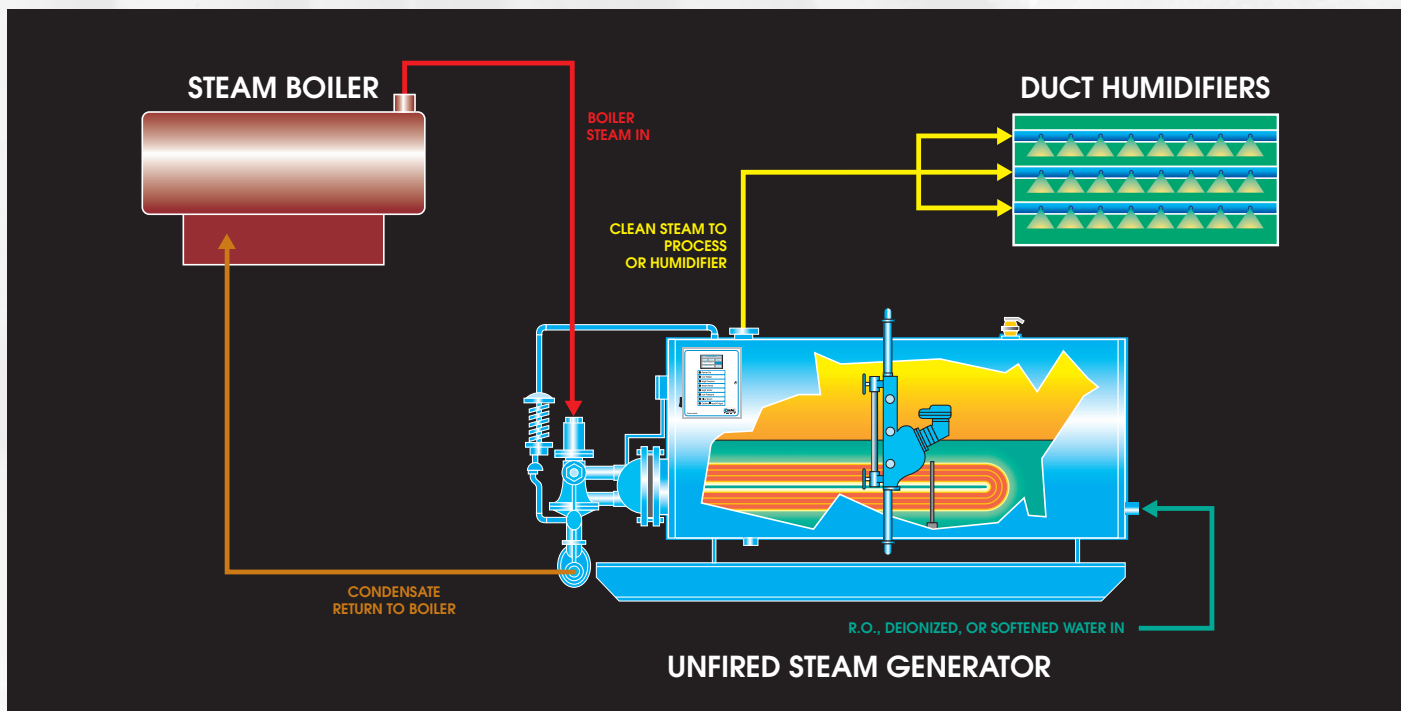 STEAM BOILER
DUCT HUMIDIFIERS
BOILER
STEAM IN
CLEAN STEAM TO
PROCESS
OR HUMIDIFIER
CONDENSATE
RETURN TO BOILER
R.O., DEIONIZED, OR SOFTENED WATER IN
UNFIRED STEAM GENERATOR